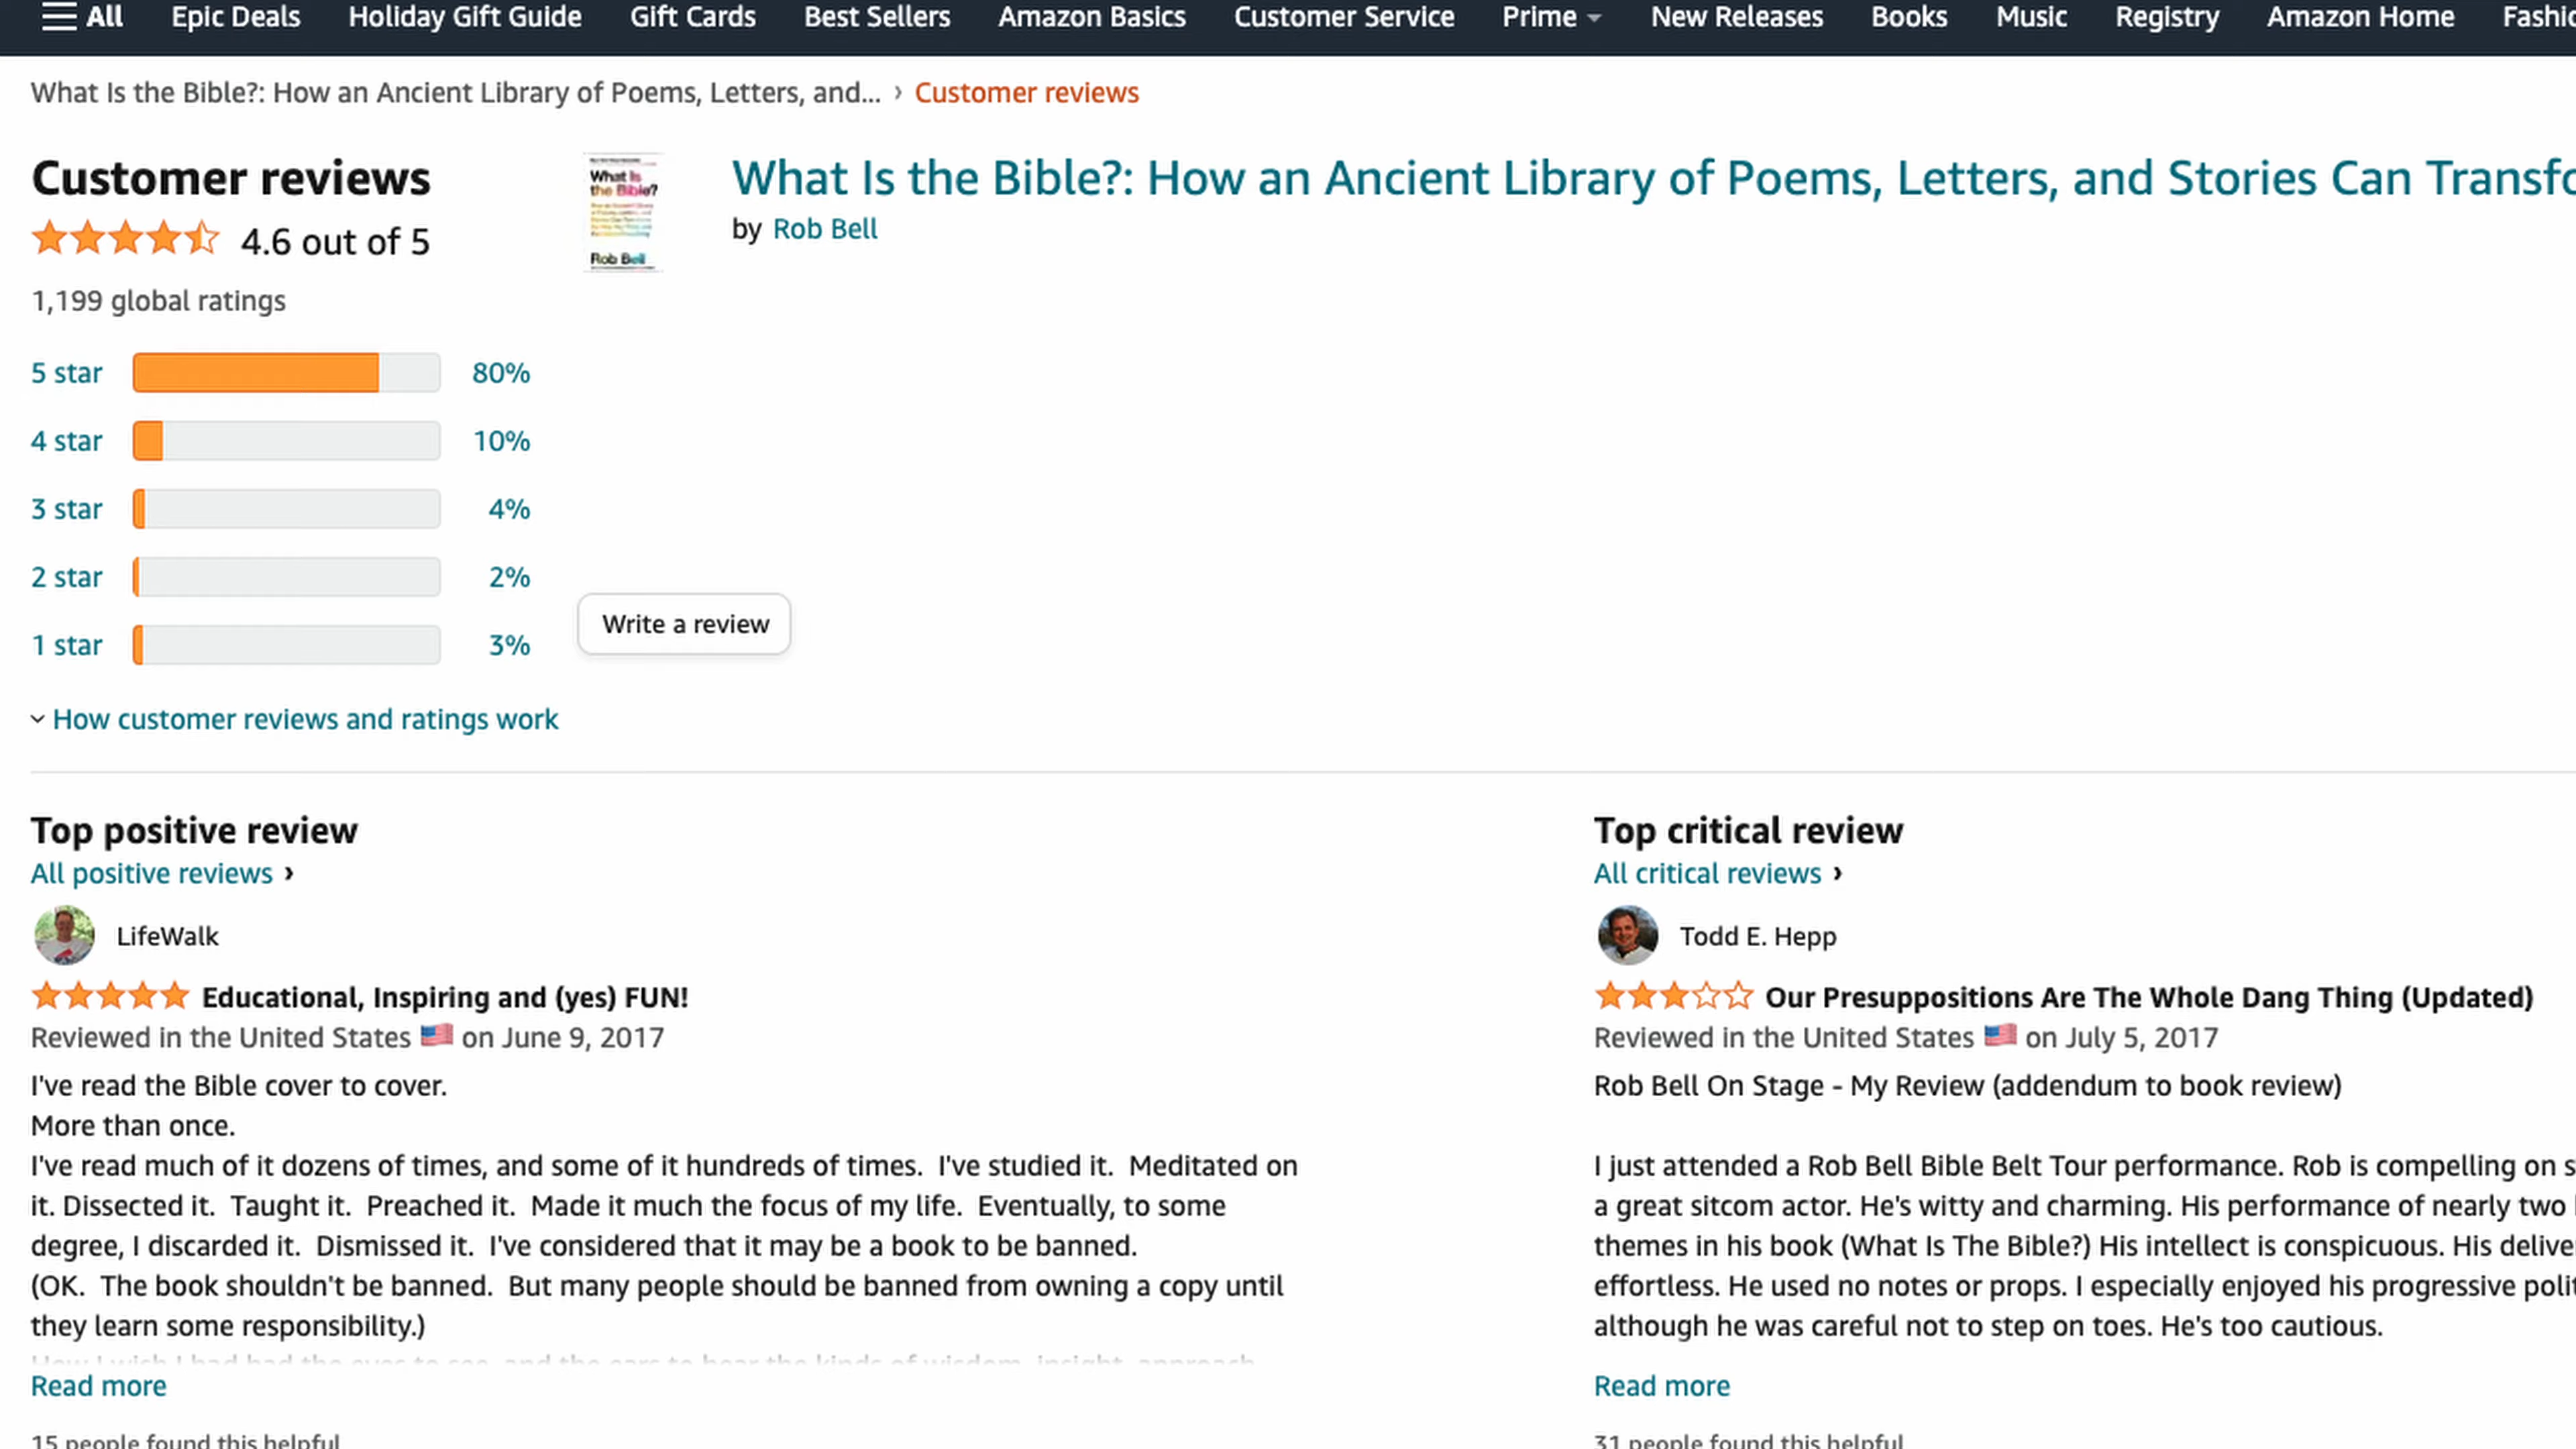 All Epic Deals Holiday Gift Guide Gift Cards Best Sellers Amazon Basics Customer Service Prime New Releases Books Music Registry Amazon Home
What Is the Bible?: How an Ancient Library of Poems, Letters, and... › Customer reviews
Customer reviews
4.6 out of 5
1,199 global ratings
5 star 80%
4 star 10%
3 star 4%
2 star 2%
1 star 3%
How customer reviews and ratings work
What Is
the Bible?
Rob Bell
What Is the Bible?: How an Ancient Library of Poems, Letters, and Stories Can Transfo
by Rob Bell
Write a review
Top positive review
All positive reviews ›
LifeWalk
Educational, Inspiring and (yes) FUN!
Reviewed in the United States on June 9, 2017
I've read the Bible cover to cover.
More than once.
I've read much of it dozens of times, and some of it hundreds of times. I've studied it. Meditated on
it. Dissected it. Taught it. Preached it. Made it much the focus of my life. Eventually, to some
degree, I discarded it. Dismissed it. I've considered that it may be a book to be banned.
(OK. The book shouldn't be banned. But many people should be banned from owning a copy until
they learn some responsibility.)
Read more
15 people found this helpful
Top critical review
All critical reviews ›
Todd E. Hepp
Our Presuppositions Are The Whole Dang Thing (Updated)
Reviewed in the United States on July 5, 2017
Rob Bell On Stage - My Review (addendum to book review)
I just attended a Rob Bell Bible Belt Tour performance. Rob is compelling on s
a great sitcom actor. He's witty and charming. His performance of nearly two
themes in his book (What Is The Bible?) His intellect is conspicuous. His delive
effortless. He used no notes or props. I especially enjoyed his progressive polit
although he was careful not to step on toes. He's too cautious.
Read more
31 people found this helpful